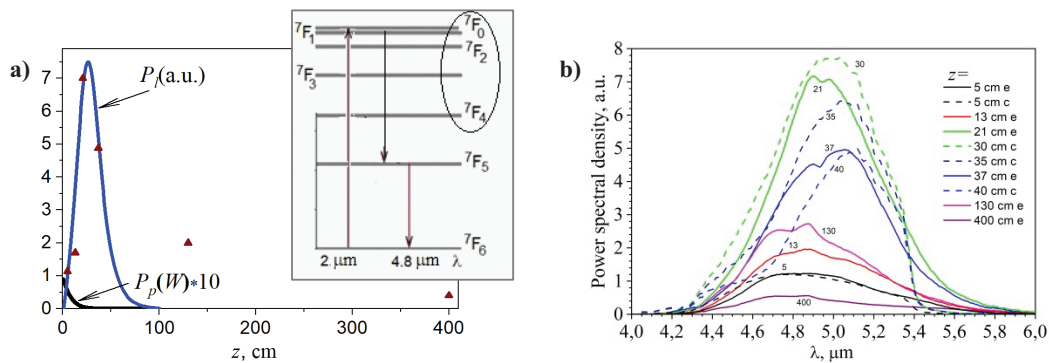 a)
7
6
5
4
3
2
1
0
0
100
200
300
400
z, cm
P_l(a.u.)
P_p(W)*10
⁷F₁
⁷F₀
⁷F₂
⁷F₃
⁷F₄
⁷F₅
⁷F₆
2 μm 4.8 μm λ
b)
Power spectral density, a.u.
8
7
6
5
4
3
2
1
0
4,0 4,2 4,4 4,6 4,8 5,0 5,2 5,4 5,6 5,8 6,0
λ, μm
30
21
35
37
40
130
13
5
400
z=
5 cm e
5 cm c
13 cm e
21 cm e
30 cm c
35 cm c
37 cm e
40 cm c
130 cm e
400 cm e